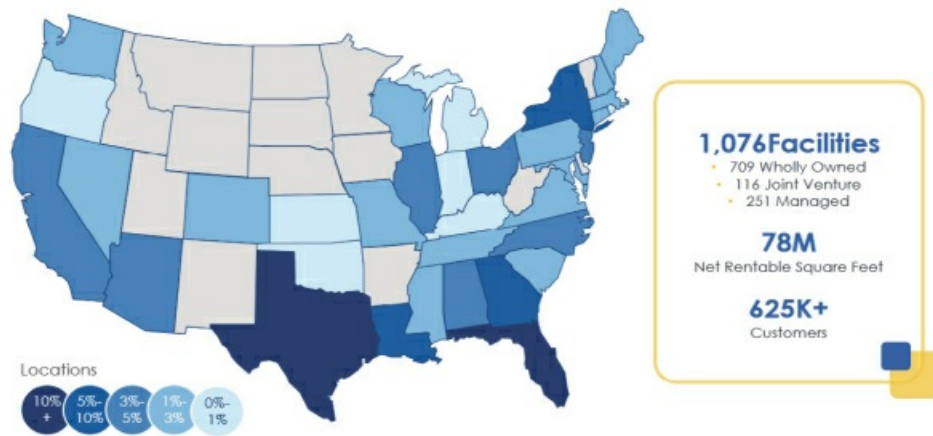 1,076Facilities
• 709 Wholly Owned
• 116 Joint Venture
• 251 Managed
78M
Net Rentable Square Feet
625K+
Customers
Locations
10%
+
5%-
10%
3%-
5%
1%-
3%
0%-
1%